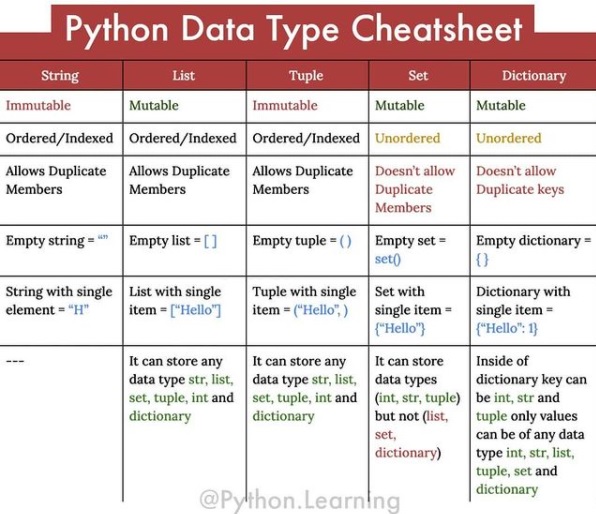 Python Data Type Cheatsheet
String
List
Tuple
Set
Dictionary
Immutable
Mutable
Immutable
Mutable
Mutable
Ordered/Indexed
Ordered/Indexed
Ordered/Indexed
Unordered
Unordered
Allows Duplicate
Members
Allows Duplicate
Members
Allows Duplicate
Members
Doesn't allow
Duplicate
Members
Doesn't allow
Duplicate keys
Empty string = “”
Empty list = [ ]
Empty tuple = ( )
Empty set =
set()
Empty dictionary =
{ }
String with single
element = “H”
List with single
item = [“Hello”]
Tuple with single
item = (“Hello”, )
Set with
single item =
{“Hello”}
Dictionary with
single item =
{“Hello”: 1}
---
It can store any
data type str, list,
set, tuple, int and
dictionary
It can store any
data type str, list,
set, tuple, int and
dictionary
It can store
data types
(int, str, tuple)
but not (list,
set,
dictionary)
Inside of
dictionary key can
be int, str and
tuple only values
can be of any data
type int, str, list,
tuple, set and
dictionary
@Python.Learning